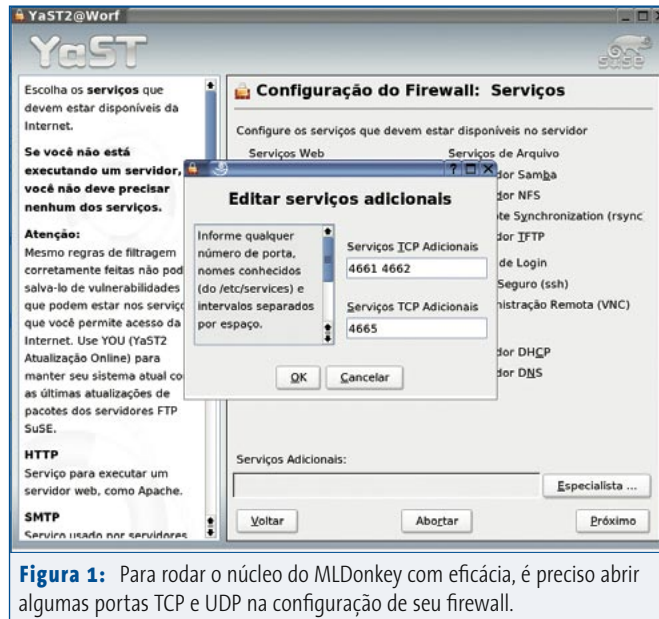 YaST2@Worf
YaST
SuSE
Escolha os serviços que
devem estar disponíveis da
Internet.
Se você não está
executando um servidor,
você não deve precisar
nenhum dos serviços.
Atenção:
Mesmo regras de filtragem
corretamente feitas não pod
salva-lo de vulnerabilidades
que podem estar nos serviç
que você permite acesso da
Internet. Use YOU (YaST2
Atualização Online) para
manter seu sistema atual co
as últimas atualizações de
pacotes dos servidores FTP
SuSE.
HTTP
Serviço para executar um
servidor web, como Apache.
SMTP
Serviço usado por servidores
Configuração do Firewall: Serviços
Configure os serviços que devem estar disponíveis no servidor
Serviços Web
Serviços de Arquivo
dor Samba
dor NFS
te Synchronization (rsync
dor TFTP
de Login
Seguro (ssh)
nistração Remota (VNC)
dor DHCP
dor DNS
Editar serviços adicionais
Informe qualquer
número de porta,
nomes conhecidos
(do /etc/services) e
intervalos separados
por espaço.
Serviços TCP Adicionais
4661 4662
Serviços TCP Adicionais
4665
OK
Cancelar
Serviços Adicionais:
Especialista ...
Voltar
Abortar
Próximo
Figura 1: Para rodar o núcleo do MLDonkey com eficácia, é preciso abrir
algumas portas TCP e UDP na configuração de seu firewall.